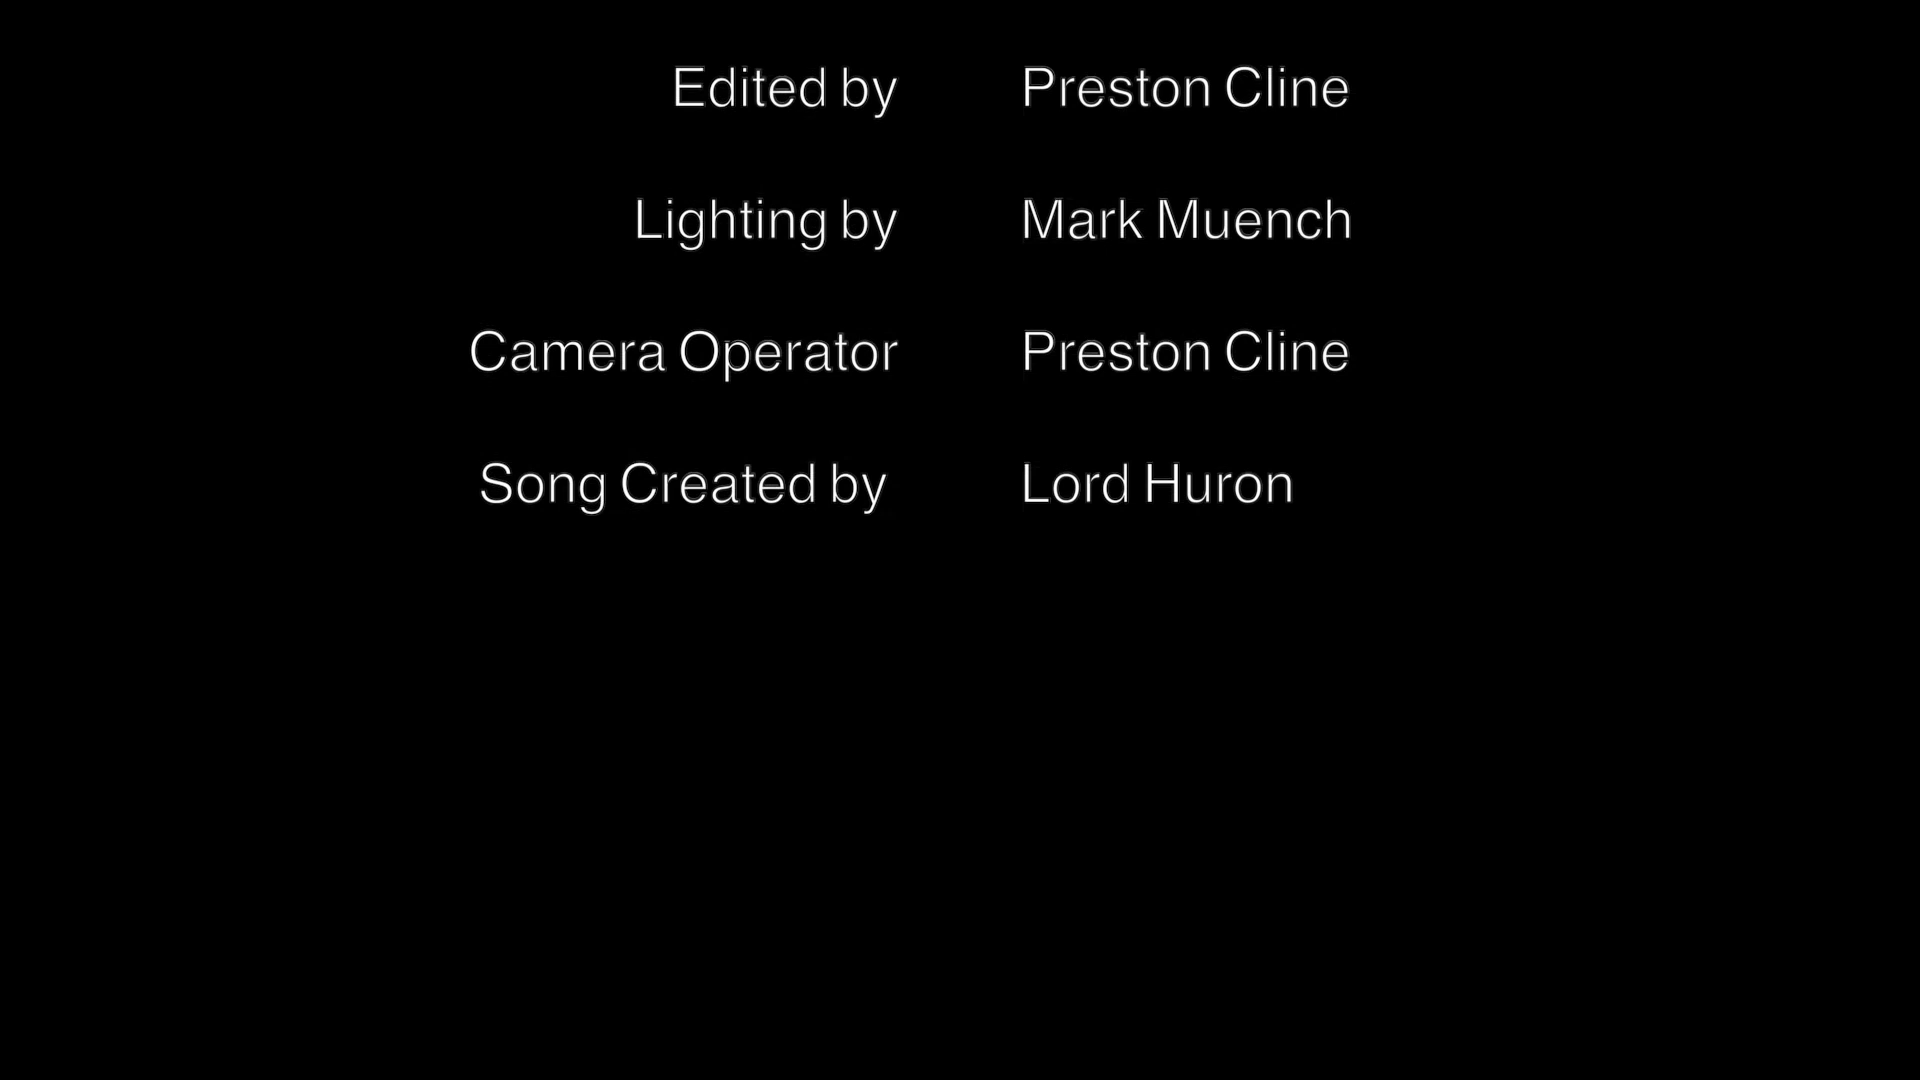 Edited by Preston Cline
Lighting by Mark Muench
Camera Operator Preston Cline
Song Created by Lord Huron